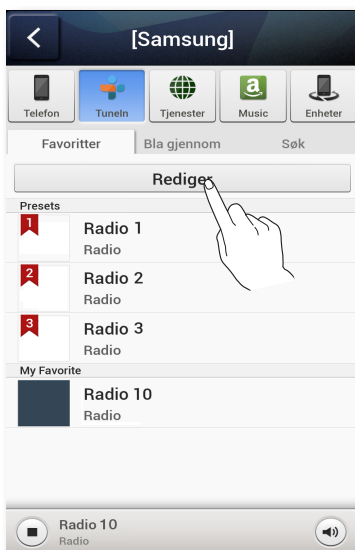 [Samsung]
Telefon TuneIn Tjenester Music Enheter
Favoritter Bla gjennom Søk
Rediger
Presets
1
Radio 1
Radio
2
Radio 2
Radio
3
Radio 3
Radio
My Favorite
Radio 10
Radio
Radio 10
Radio